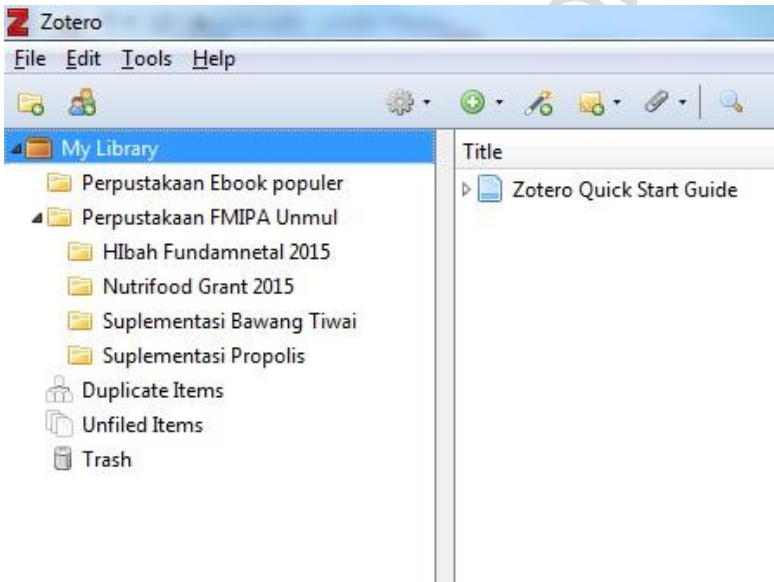 Zotero
File Edit Tools Help
My Library
Perpustakaan Ebook populer
Perpustakaan FMIPA Unmul
HIbah Fundamnetal 2015
Nutrifood Grant 2015
Suplementasi Bawang Tiwai
Suplementasi Propolis
Duplicate Items
Unfiled Items
Trash
Title
Zotero Quick Start Guide